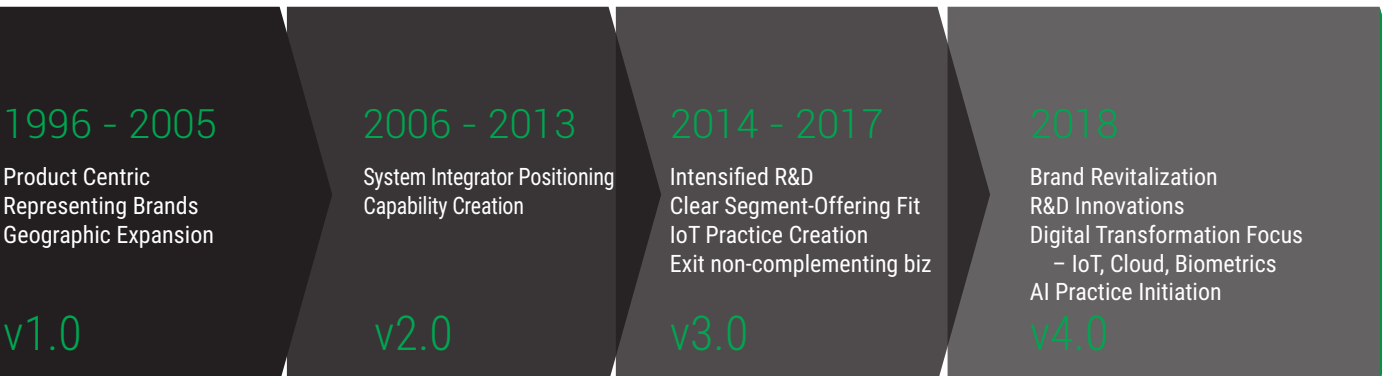 1996 - 2005
Product Centric
Representing Brands
Geographic Expansion
v1.0
2006 - 2013
System Integrator Positioning
Capability Creation
v2.0
2014 - 2017
Intensified R&D
Clear Segment-Offering Fit
IoT Practice Creation
Exit non-complementing biz
v3.0
2018
Brand Revitalization
R&D Innovations
Digital Transformation Focus
– IoT, Cloud, Biometrics
AI Practice Initiation
v4.0